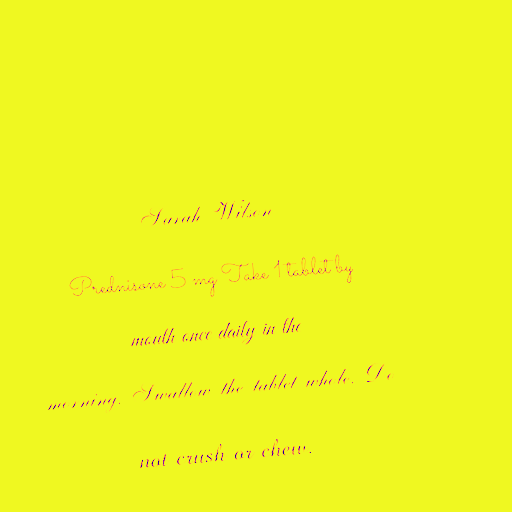 Sarah Wilson
Prednisone 5 mg Take 1 tablet by
mouth once daily in the
morning. Swallow the tablet whole. Do
not crush or chew.